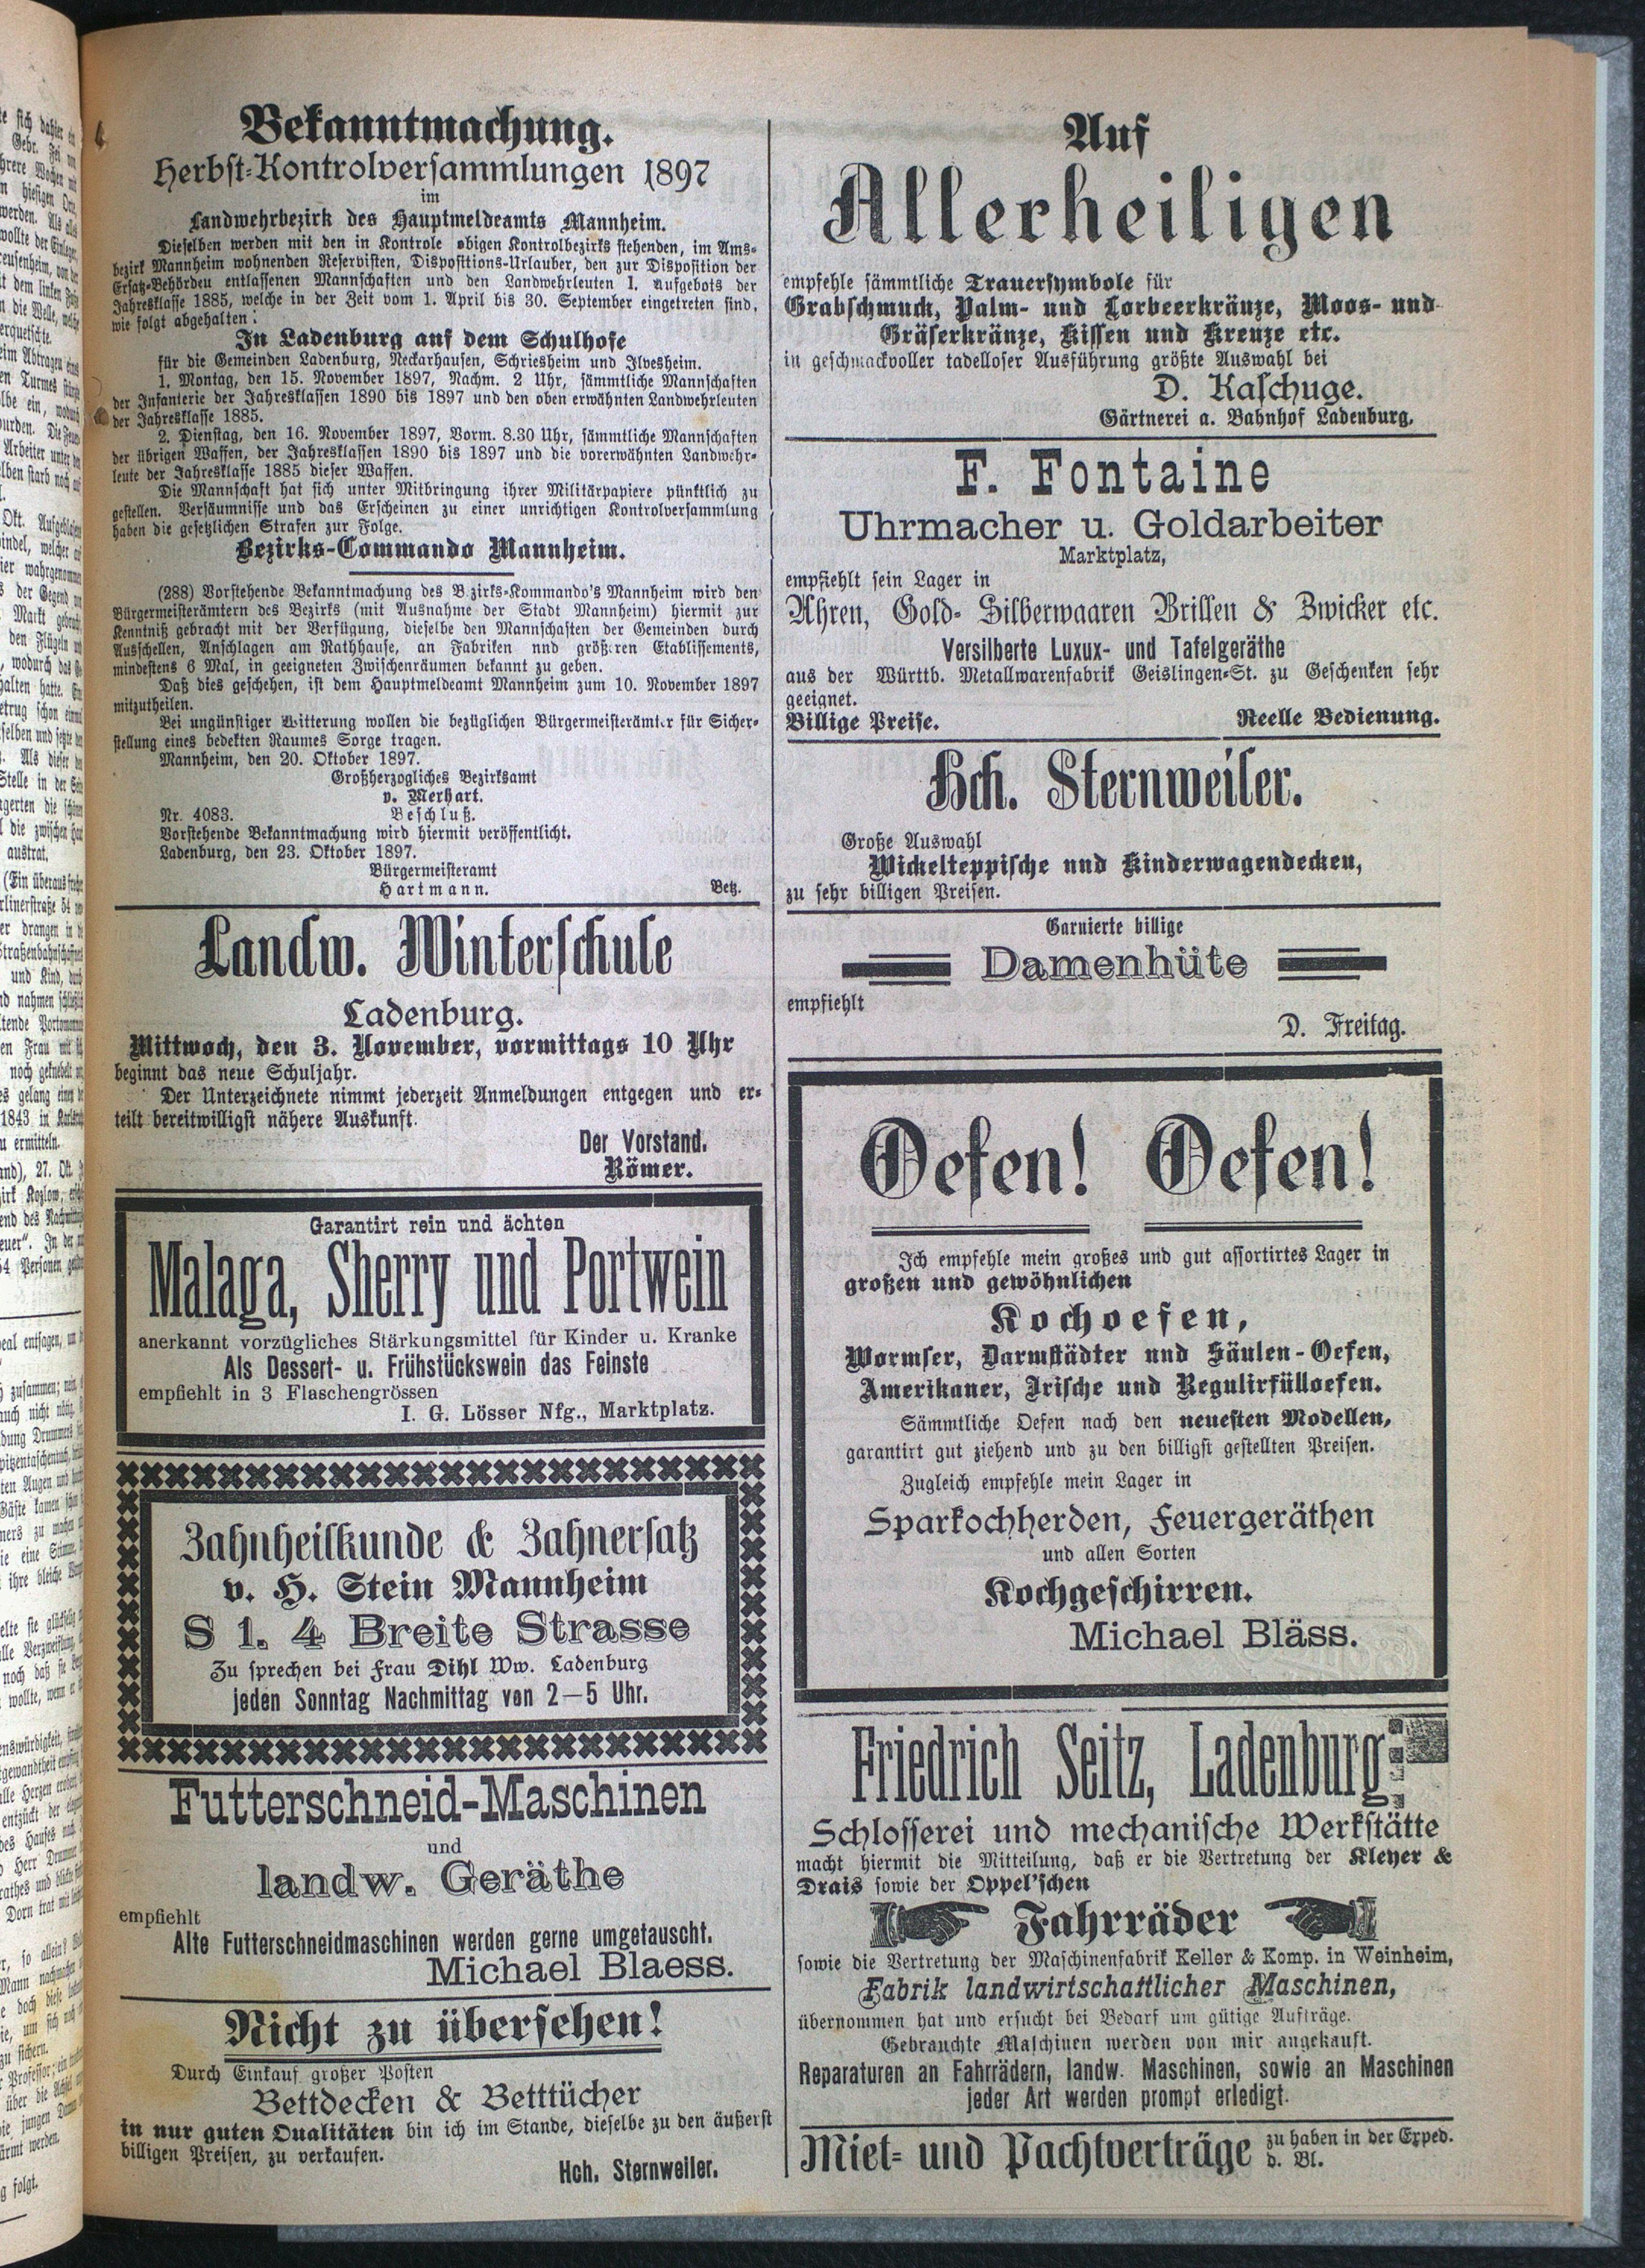 Bekanntmachung.
Herbst-Kontrolversammlungen 1897
im
Landwehrbezirk des Hauptmeldeamts Mannheim.
Dieselben werden mit den in Kontrole obigen Kontrolbezirks stehenden, im Ams-
bezirk Mannheim wohnenden Reservisten, Dispositions-Urlauber, den zur Disposition der
Ersatz-Behördeu entlassenen Mannschaften und den Landwehrleuten I. Aufgebots der
Jahresklasse 1885, welche in der Zeit vom 1. April bis 30. September eingetreten sind,
wie folgt abgehalten:
In Ladenburg auf dem Schulhofe
für die Gemeinden Ladenburg, Neckarhausen, Schriesheim und Ilvesheim.
1. Montag, den 15. November 1897, Nachm. 2 Uhr, sämmtliche Mannschaften
der Infanterie der Jahresklassen 1890 bis 1897 und den oben erwähnten Landwehrleuten
der Jahresklasse 1885.
2. Dienstag, den 16. November 1897, Vorm. 8.30 Uhr, sämmtliche Mannschaften
der übrigen Waffen, der Jahresklassen 1890 bis 1897 und die vorerwähnten Landwehr-
leute der Jahresklasse 1885 dieser Waffen.
Die Mannschaft hat sich unter Mitbringung ihrer Militärpapiere pünktlich zu
gestellen. Versäumnisse und das Erscheinen zu einer unrichtigen Kontrolversammlung
haben die gesetzlichen Strafen zur Folge.
Bezirks-Commando Mannheim.
(288) Vorstehende Bekanntmachung des B.zirks-Kommando's Mannheim wird den
Bürgermeisterämtern des Bezirks (mit Ausnahme der Stadt Mannheim) hiermit zur
Kenntniß gebracht mit der Verfügung, dieselbe den Mannschaften der Gemeinden durch
Ausschellen, Anschlagen am Rathhause, an Fabriken nnd größeren Etablissements,
mindestens 6 Mal, in geeigneten Zwischenräumen bekannt zu geben.
Daß dies geschehen, ist dem Hauptmeldeamt Mannheim zum 10. November 1897
mitzutheilen.
Bei ungünstiger Witterung wollen die bezüglichen Bürgermeisterämter für Sicher-
stellung eines bedekten Raumes Sorge tragen.
Mannheim, den 20. Oktober 1897.
Großherzogliches Bezirksamt
v. Merhart.
Nr. 4083. Beschluß.
Vorstehende Bekanntmachung wird hiermit veröffentlicht.
Ladenburg, den 23. Oktober 1897.
Bürgermeisteramt
Hartmann. Betz.
Landw. Winterschule
Ladenburg.
Mittwoch, den 3. November, vormittags 10 Uhr
beginnt das neue Schuljahr.
Der Unterzeichnete nimmt jederzeit Anmeldungen entgegen und er-
teilt bereitwilligst nähere Auskunft.
Der Vorstand.
Römer.
Garantirt rein und ächten
Malaga, Sherry und Portwein
anerkannt vorzügliches Stärkungsmittel für Kinder u. Kranke
Als Dessert- u. Frühstückswein das Feinste
empfiehlt in 3 Flaschengrössen
I. G. Lösser Nfg., Marktplatz.
Zahnheilkunde & Zahnersatz
v. H. Stein Mannheim
S 1. 4 Breite Strasse
Zu sprechen bei Frau Dihl Ww. Ladenburg
jeden Sonntag Nachmittag von 2—5 Uhr.
Futterschneid-Maschinen
und
landw. Geräthe
empfiehlt
Alte Futterschneidmaschinen werden gerne umgetauscht.
Michael Blaess.
Nicht zu übersehen!
Durch Einkauf großer Posten
Bettdecken & Betttücher
in nur guten Qualitäten bin ich im Stande, dieselbe zu den äußerst
billigen Preisen, zu verkaufen.
Hch. Sternweiler.
Auf
Allerheiligen
empfehle sämmtliche Trauersymbole für
Grabschmuck, Palm- und Lorbeerkränze, Moos- und
Gräserkränze, Kissen und Kreuze etc.
in geschmackvoller tadelloser Ausführung größte Auswahl bei
D. Kaschuge.
Gärtnerei a. Bahnhof Ladenburg.
F. Fontaine
Uhrmacher u. Goldarbeiter
Marktplatz,
empfiehlt sein Lager in
Uhren, Gold- Silberwaaren Brillen & Zwicker etc.
Versilberte Luxux- und Tafelgeräthe
aus der Württb. Metallwarenfabrik Geislingen-St. zu Geschenken sehr
geeignet.
Billige Preise. Reelle Bedienung.
Hch. Sternweiler.
Große Auswahl
Wickelteppische und Kinderwagendecken,
zu sehr billigen Preisen.
Garnierte billige
Damenhüte
empfiehlt
D. Freitag.
Oefen! Oefen!
Ich empfehle mein großes und gut assortirtes Lager in
großen und gewöhnlichen
Kochoefen,
Wormser, Darmstädter und Säulen-Oefen,
Amerikaner, Irische und Regulirfülloefen.
Sämmtliche Oefen nach den neuesten Modellen,
garantirt gut ziehend und zu den billigst gestellten Preisen.
Zugleich empfehle mein Lager in
Sparkochherden, Feuergeräthen
und allen Sorten
Kochgeschirren.
Michael Bläss.
Friedrich Seitz, Ladenburg
Schlosserei und mechanische Werkstätte
macht hiermit die Mitteilung, daß er die Vertretung der Kleyer &
Drais sowie der Oppel'schen
Fahrräder
sowie die Vertretung der Maschinenfabrik Keller & Komp. in Weinheim,
Fabrik landwirtschaftlicher Maschinen,
übernommen hat und ersucht bei Bedarf um gütige Aufträge.
Gebrauchte Maschinen werden von mir angekauft.
Reparaturen an Fahrrädern, landw. Maschinen, sowie an Maschinen
jeder Art werden prompt erledigt.
Miet- und Pachtverträge zu haben in der Exped.
d. Bl.